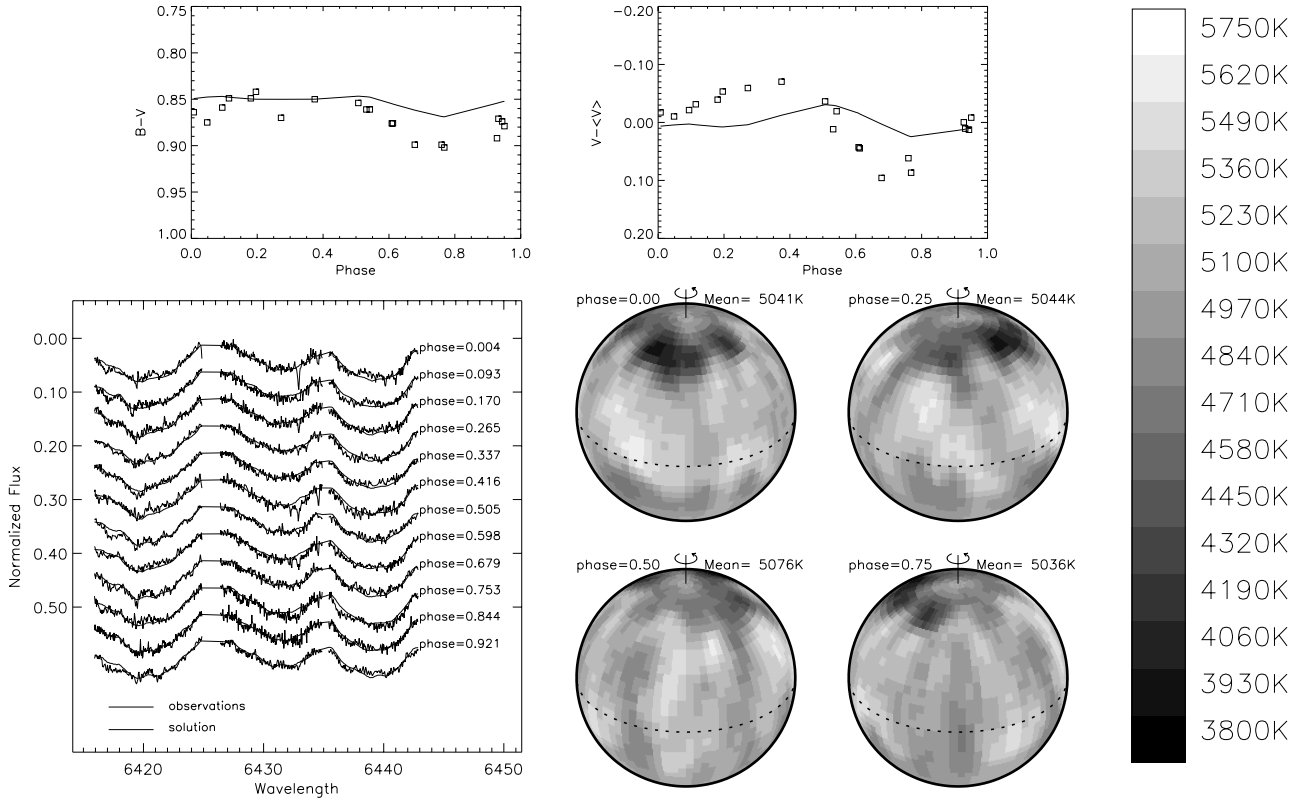 0.75
0.80
0.85
0.90
0.95
1.00
B-V
0.0 0.2 0.4 0.6 0.8 1.0
Phase
-0.20
-0.10
0.00
0.10
0.20
V-<V>
0.0 0.2 0.4 0.6 0.8 1.0
Phase
0.00
0.10
0.20
0.30
0.40
0.50
Normalized Flux
phase=0.004
phase=0.093
phase=0.170
phase=0.265
phase=0.337
phase=0.416
phase=0.505
phase=0.598
phase=0.679
phase=0.753
phase=0.844
phase=0.921
observations
solution
6420 6430 6440 6450
Wavelength
phase=0.00 Mean= 5041K
phase=0.25 Mean= 5044K
phase=0.50 Mean= 5076K
phase=0.75 Mean= 5036K
5750K
5620K
5490K
5360K
5230K
5100K
4970K
4840K
4710K
4580K
4450K
4320K
4190K
4060K
3930K
3800K